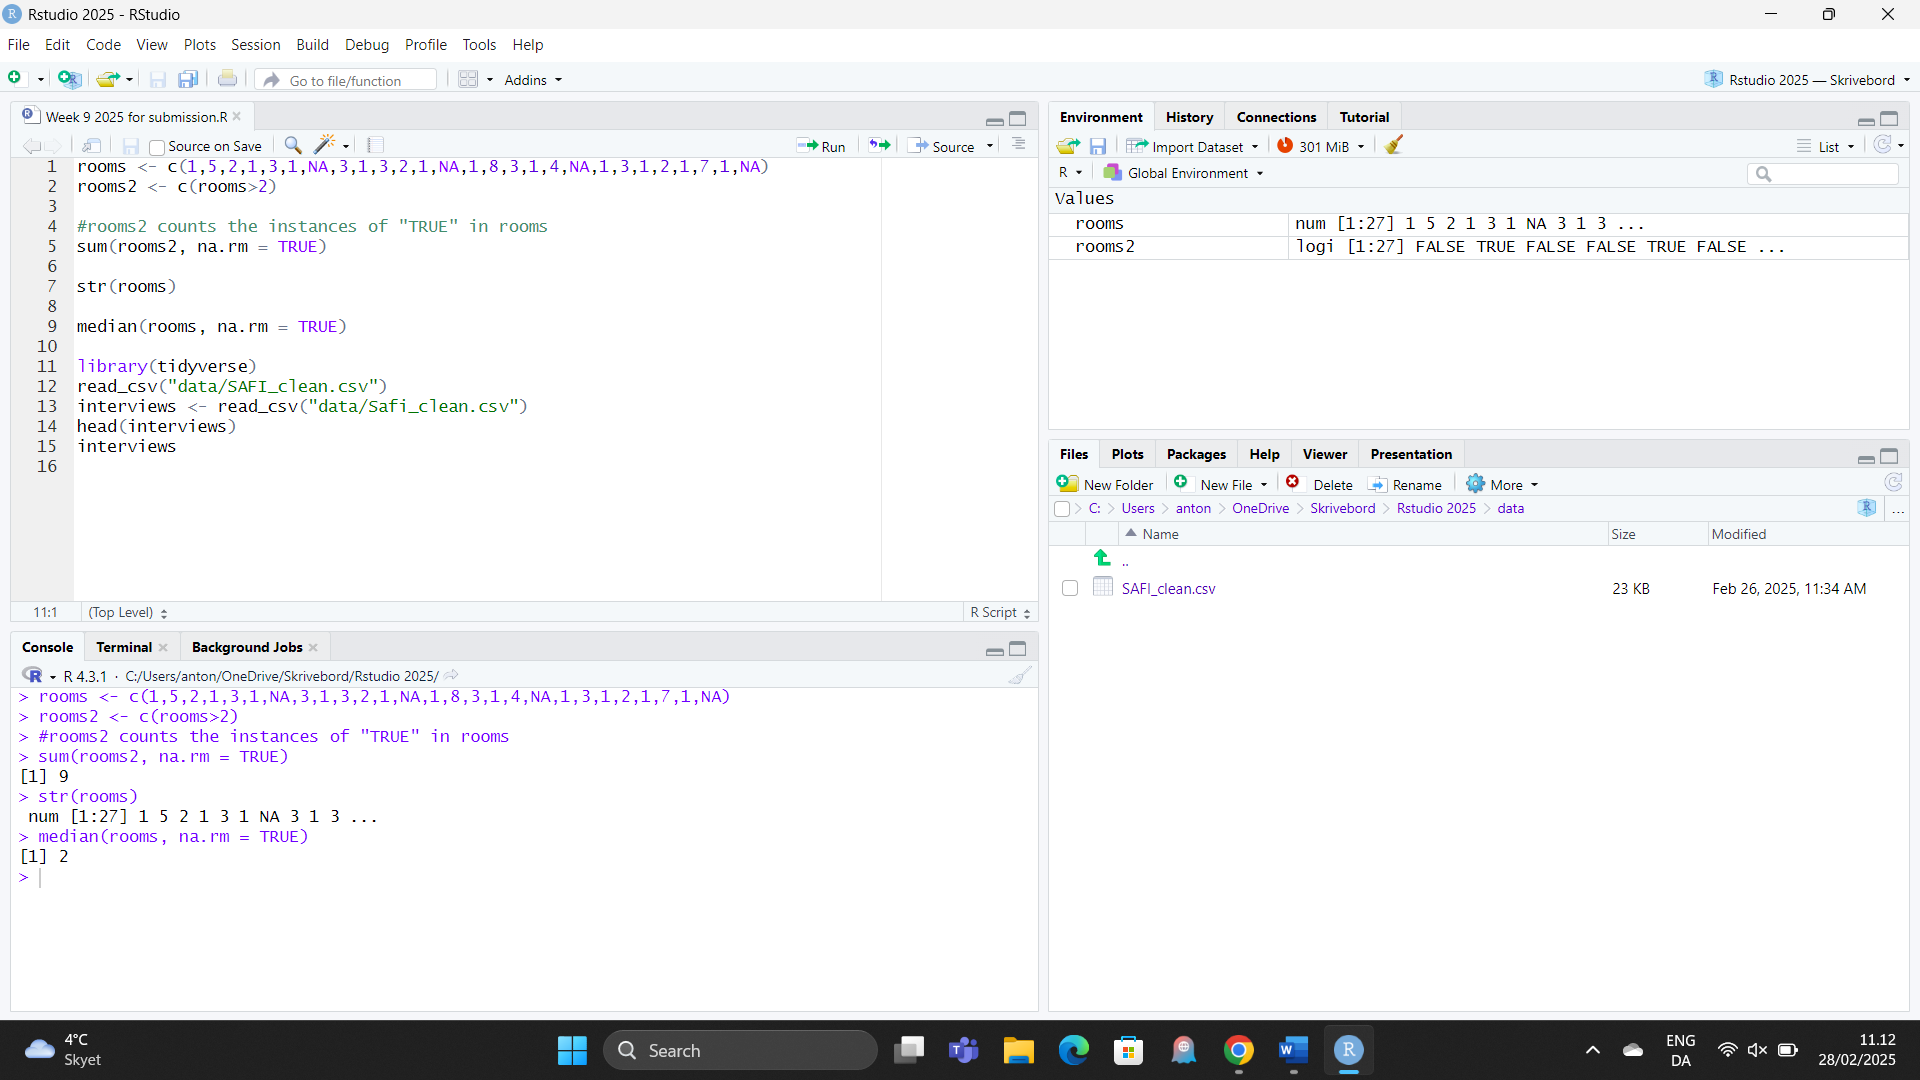 Rstudio 2025 - RStudio
File Edit Code View Plots Session Build Debug Profile Tools Help
Go to file/function Addins Rstudio 2025 — Skrivebord
Week 9 2025 for submission.R
Source on Save Run Source
1 rooms <- c(1,5,2,1,3,1,NA,3,1,3,2,1,NA,1,8,3,1,4,NA,1,3,1,2,1,7,1,NA)
2 rooms2 <- c(rooms>2)
3
4 #rooms2 counts the instances of "TRUE" in rooms
5 sum(rooms2, na.rm = TRUE)
6
7 str(rooms)
8
9 median(rooms, na.rm = TRUE)
10
11 library(tidyverse)
12 read_csv("data/SAFI_clean.csv")
13 interviews <- read_csv("data/Safi_clean.csv")
14 head(interviews)
15 interviews
16
11:1 (Top Level) R Script
Console Terminal Background Jobs
R R 4.3.1 · C:/Users/anton/OneDrive/Skrivebord/Rstudio 2025/
> rooms <- c(1,5,2,1,3,1,NA,3,1,3,2,1,NA,1,8,3,1,4,NA,1,3,1,2,1,7,1,NA)
> rooms2 <- c(rooms>2)
> #rooms2 counts the instances of "TRUE" in rooms
> sum(rooms2, na.rm = TRUE)
[1] 9
> str(rooms)
num [1:27] 1 5 2 1 3 1 NA 3 1 3 ...
> median(rooms, na.rm = TRUE)
[1] 2
>
Environment History Connections Tutorial
Import Dataset 301 MiB List
R Global Environment
Values
rooms num [1:27] 1 5 2 1 3 1 NA 3 1 3 ...
rooms2 logi [1:27] FALSE TRUE FALSE FALSE TRUE FALSE ...
Files Plots Packages Help Viewer Presentation
New Folder New File Delete Rename More
C: Users anton OneDrive Skrivebord Rstudio 2025 data ...
Name Size Modified
..
SAFI_clean.csv 23 KB Feb 26, 2025, 11:34 AM
4°C
Skyet
Search
ENG
DA
11.12
28/02/2025